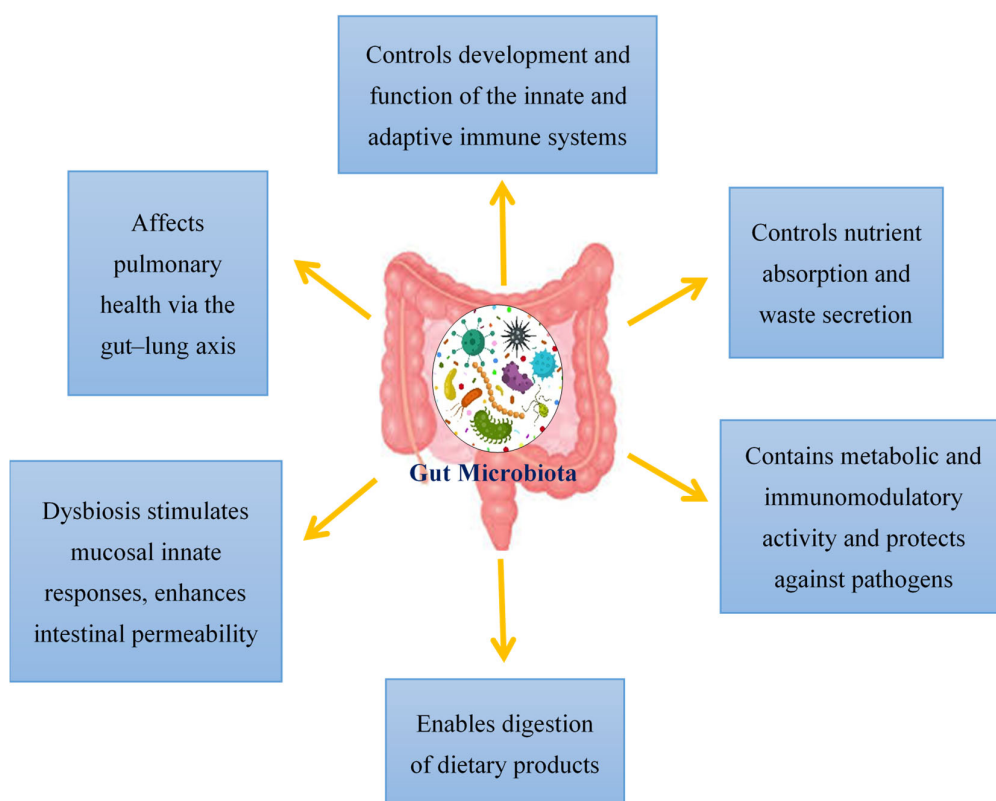 Controls development and
function of the innate and
adaptive immune systems
Affects
pulmonary
health via the
gut–lung axis
Controls nutrient
absorption and
waste secretion
Gut Microbiota
Dysbiosis stimulates
mucosal innate
responses, enhances
intestinal permeability
Contains metabolic and
immunomodulatory
activity and protects
against pathogens
Enables digestion
of dietary products